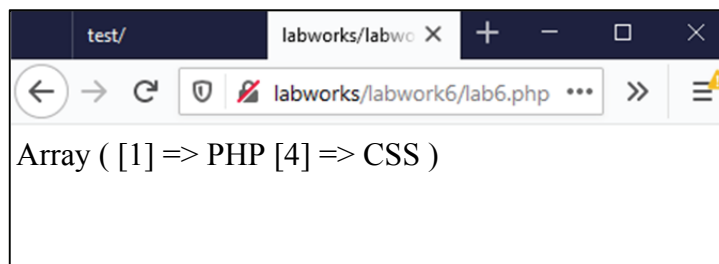 test/
labworks/labwo
labworks/labwork6/lab6.php
Array ( [1] => PHP [4] => CSS )